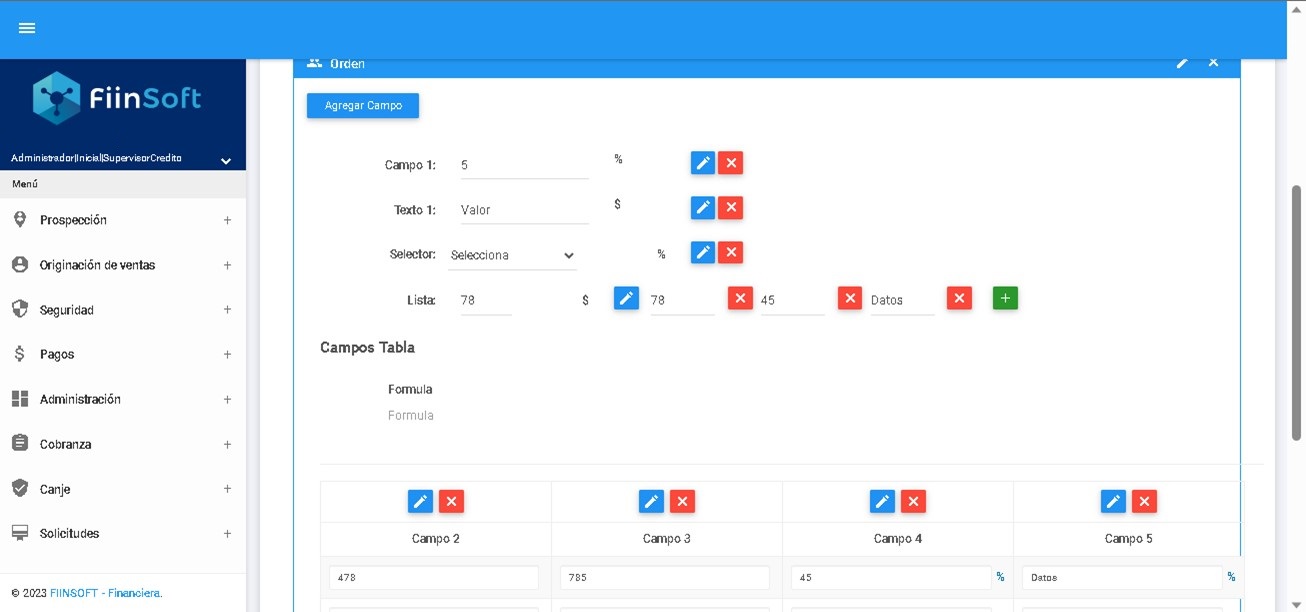 Orden
FiinSoft
Agregar Campo
Administrador|Inicial|SupervisorCredito
Menú
Prospección +
Originación de ventas +
Seguridad +
Pagos +
Administración +
Cobranza +
Canje +
Solicitudes +
© 2023 FIINSOFT - Financiera.
Campo 1: 5 %
Texto 1: Valor $
Selector: Selecciona %
Lista: 78 $ 78 45 Datos
Campos Tabla
Formula
Formula
Campo 2 Campo 3 Campo 4 Campo 5
478 785 45 % Datos %